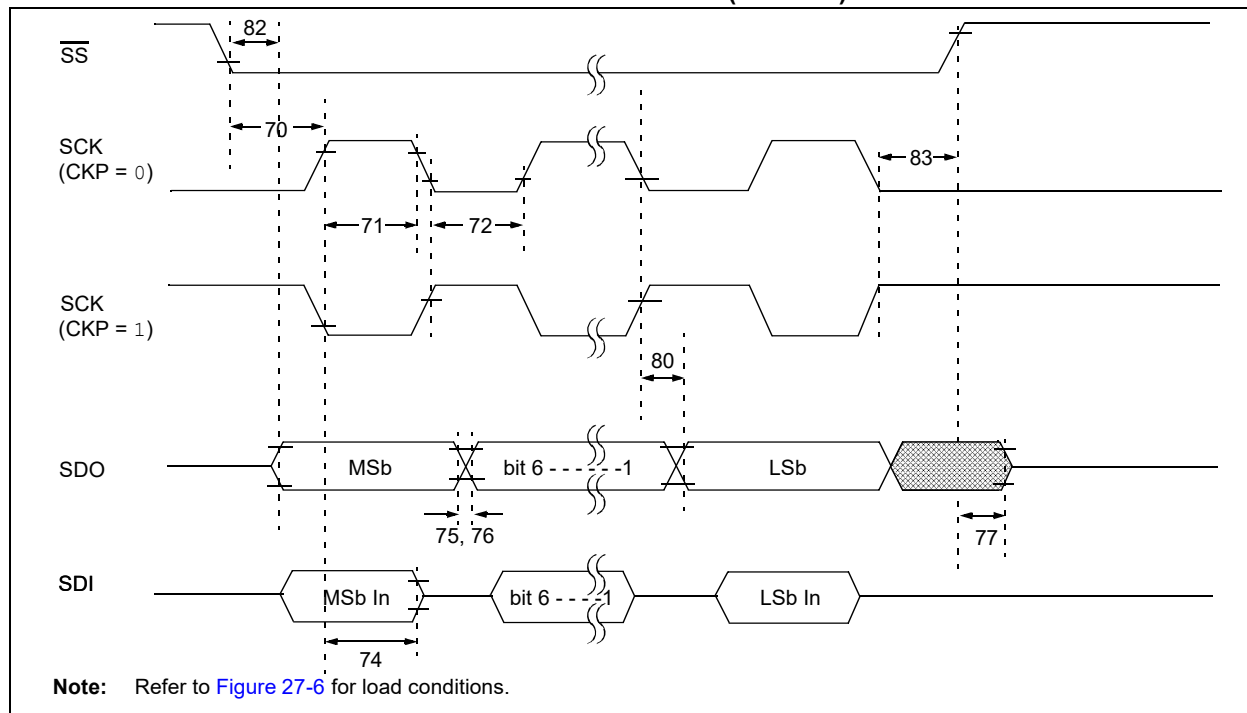 SS
82
70
SCK
(CKP = 0)
83
71
72
SCK
(CKP = 1)
80
SDO
MSb
bit 6 - - - - - -1
LSb
75, 76
77
SDI
MSb In
bit 6 - - - -1
LSb In
74
Note: Refer to Figure 27-6 for load conditions.